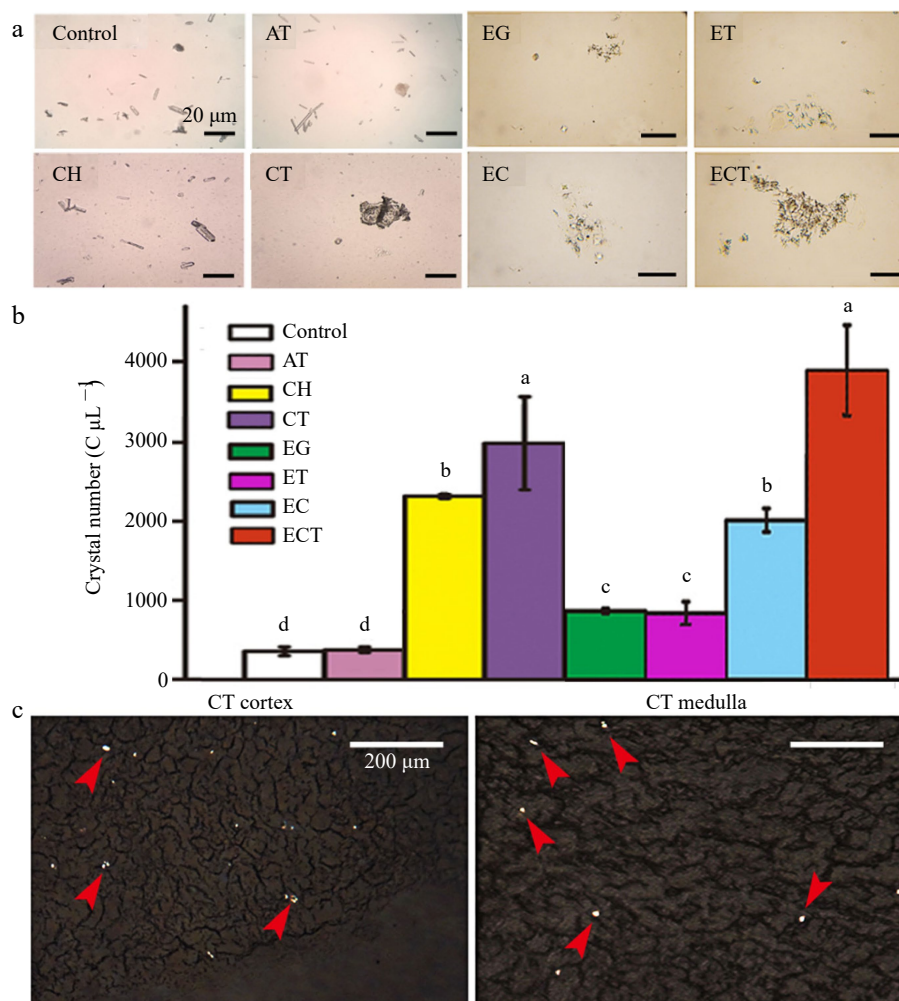 a
Control
AT
EG
ET
20 μm
CH
CT
EC
ECT
b
Crystal number (C μL⁻¹)
4000
3000
2000
1000
0
Control
AT
CH
CT
EG
ET
EC
ECT
d
d
b
a
c
c
b
a
c
CT cortex
CT medulla
200 μm